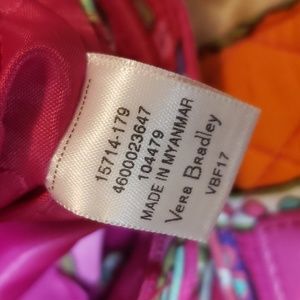 15714-179
4600023647
104479
MADE IN MYANMAR
Vera Bradley
VBF17